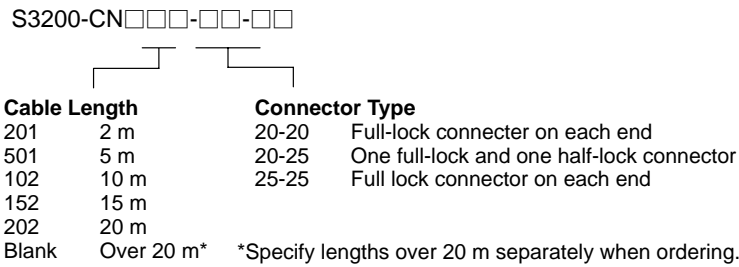 S3200-CN□□□-□□-□□
Cable Length Connector Type
201 2 m 20-20 Full-lock connecter on each end
501 5 m 20-25 One full-lock and one half-lock connector
102 10 m 25-25 Full lock connector on each end
152 15 m
202 20 m
Blank Over 20 m* *Specify lengths over 20 m separately when ordering.